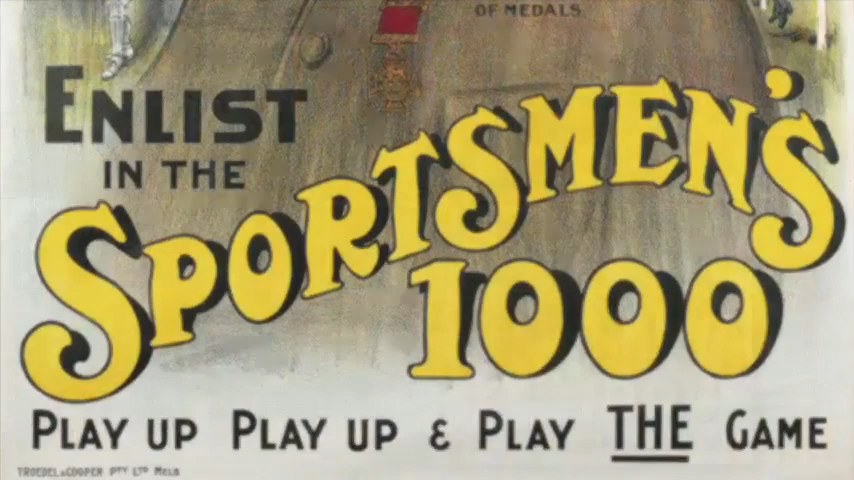 OF MEDALS
ENLIST
IN THE
SPORTSMEN'S
1000
PLAY UP PLAY UP & PLAY THE GAME
TROEDEL & COOPER PTY LTD MELB